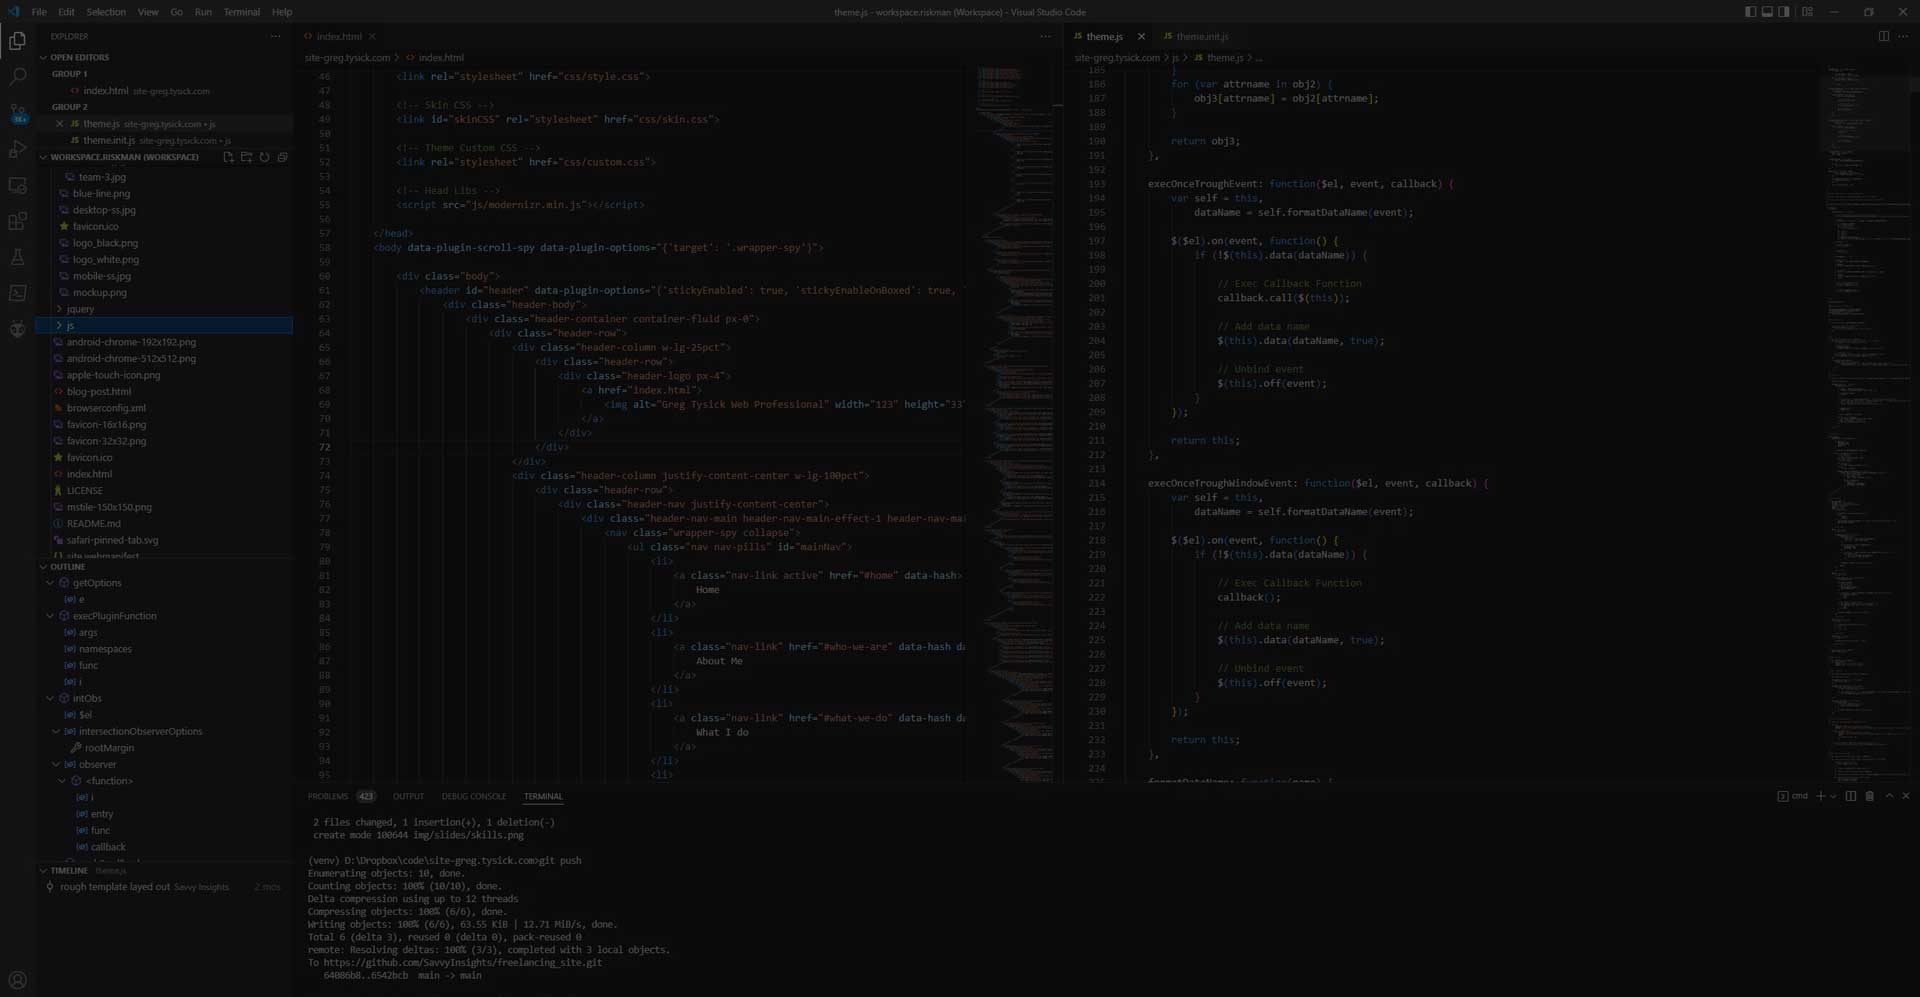 File Edit Selection View Go Run Terminal Help
theme.js - workspace.riskman (Workspace) - Visual Studio Code
EXPLORER
OPEN EDITORS
GROUP 1
index.html site-greg.tysick.com
GROUP 2
theme.js site-greg.tysick.com • js
theme.init.js site-greg.tysick.com • js
WORKSPACE.RISKMAN (WORKSPACE)
team-3.jpg
blue-line.png
desktop-ss.jpg
favicon.ico
logo_black.png
logo_white.png
mobile-ss.jpg
mockup.png
jquery
js
android-chrome-192x192.png
android-chrome-512x512.png
apple-touch-icon.png
blog-post.html
browserconfig.xml
favicon-16x16.png
favicon-32x32.png
favicon.ico
index.html
LICENSE
mstile-150x150.png
README.md
safari-pinned-tab.svg
site.webmanifest
OUTLINE
getOptions
e
execPluginFunction
args
namespaces
func
i
intObs
$el
intersectionObserverOptions
rootMargin
observer
<function>
i
entry
func
callback
TIMELINE theme.js
rough template layed out Savvy Insights 2 mos
index.html
site-greg.tysick.com > index.html
46 <link rel="stylesheet" href="css/style.css">
47
48 <!-- Skin CSS -->
49 <link id="skinCSS" rel="stylesheet" href="css/skin.css">
50
51 <!-- Theme Custom CSS -->
52 <link rel="stylesheet" href="css/custom.css">
53
54 <!-- Head Libs -->
55 <script src="js/modernizr.min.js"></script>
56
57 </head>
58 <body data-plugin-scroll-spy data-plugin-options="{'target': '.wrapper-spy'}">
59
60 <div class="body">
61 <header id="header" data-plugin-options="{'stickyEnabled': true, 'stickyEnableOnBoxed': true, '
62 <div class="header-body">
63 <div class="header-container container-fluid px-0">
64 <div class="header-row">
65 <div class="header-column w-lg-25pct">
66 <div class="header-row">
67 <div class="header-logo px-4">
68 <a href="index.html">
69 <img alt="Greg Tysick Web Professional" width="123" height="33"
70 </a>
71 </div>
72 </div>
73 </div>
74 <div class="header-column justify-content-center w-lg-100pct">
75 <div class="header-row">
76 <div class="header-nav justify-content-center">
77 <div class="header-nav-main header-nav-main-effect-1 header-nav-mai
78 <nav class="wrapper-spy collapse">
79 <ul class="nav nav-pills" id="mainNav">
80 <li>
81 <a class="nav-link active" href="#home" data-hash>
82 Home
83 </a>
84 </li>
85 <li>
86 <a class="nav-link" href="#who-we-are" data-hash da
87 About Me
88 </a>
89 </li>
90 <li>
91 <a class="nav-link" href="#what-we-do" data-hash da
92 What I do
93 </a>
94 </li>
95 <li>
theme.js theme.init.js
site-greg.tysick.com > js > theme.js > ...
185 }
186 for (var attrname in obj2) {
187 obj3[attrname] = obj2[attrname];
188 }
189
190 return obj3;
191 },
192
193 execOnceTroughEvent: function($el, event, callback) {
194 var self = this,
195 dataName = self.formatDataName(event);
196
197 $($el).on(event, function() {
198 if (!$(this).data(dataName)) {
199
200 // Exec Callback Function
201 callback.call($(this));
202
203 // Add data name
204 $(this).data(dataName, true);
205
206 // Unbind event
207 $(this).off(event);
208 }
209 });
210
211 return this;
212 },
213
214 execOnceTroughWindowEvent: function($el, event, callback) {
215 var self = this,
216 dataName = self.formatDataName(event);
217
218 $($el).on(event, function() {
219 if (!$(this).data(dataName)) {
220
221 // Exec Callback Function
222 callback();
223
224 // Add data name
225 $(this).data(dataName, true);
226
227 // Unbind event
228 $(this).off(event);
229 }
230 });
231
232 return this;
233 },
234
PROBLEMS 423 OUTPUT DEBUG CONSOLE TERMINAL
cmd
2 files changed, 1 insertion(+), 1 deletion(-)
create mode 100644 img/slides/skills.png
(venv) D:\Dropbox\code\site-greg.tysick.com>git push
Enumerating objects: 10, done.
Counting objects: 100% (10/10), done.
Delta compression using up to 12 threads
Compressing objects: 100% (6/6), done.
Writing objects: 100% (6/6), 63.55 KiB | 12.71 MiB/s, done.
Total 6 (delta 3), reused 0 (delta 0), pack-reused 0
remote: Resolving deltas: 100% (3/3), completed with 3 local objects.
To https://github.com/SavvyInsights/freelancing_site.git
64086b8..6542bcb main -> main